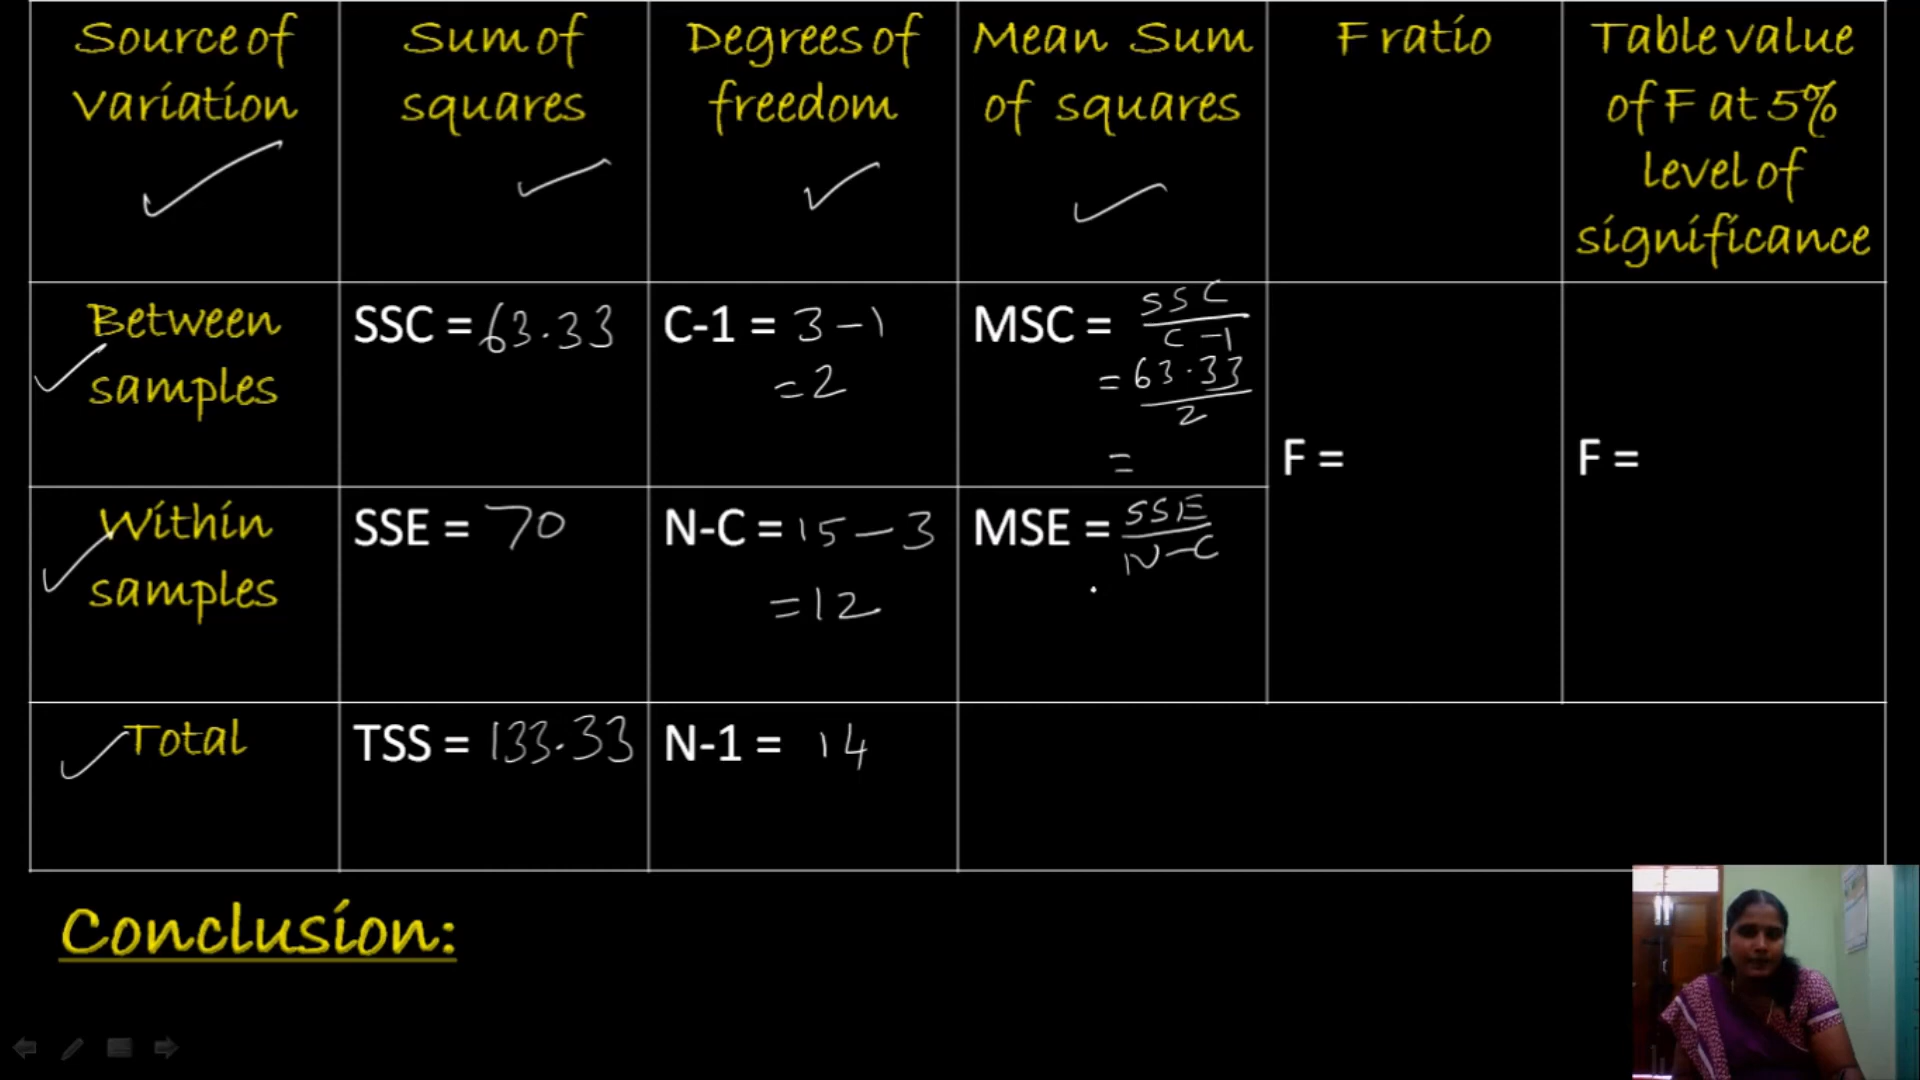 Source of
Variation
Sum of
squares
Degrees of
freedom
Mean Sum
of squares
F ratio
Table value
of F at 5%
level of
significance
Between
samples
SSC = 63.33
C-1 = 3-1
=2
MSC = SSC
C-1
= 63.33
2
=
F =
F =
Within
samples
SSE = 70
N-C = 15-3
=12
MSE = SSE
N-C
Total
TSS = 133.33
N-1 = 14
Conclusion: